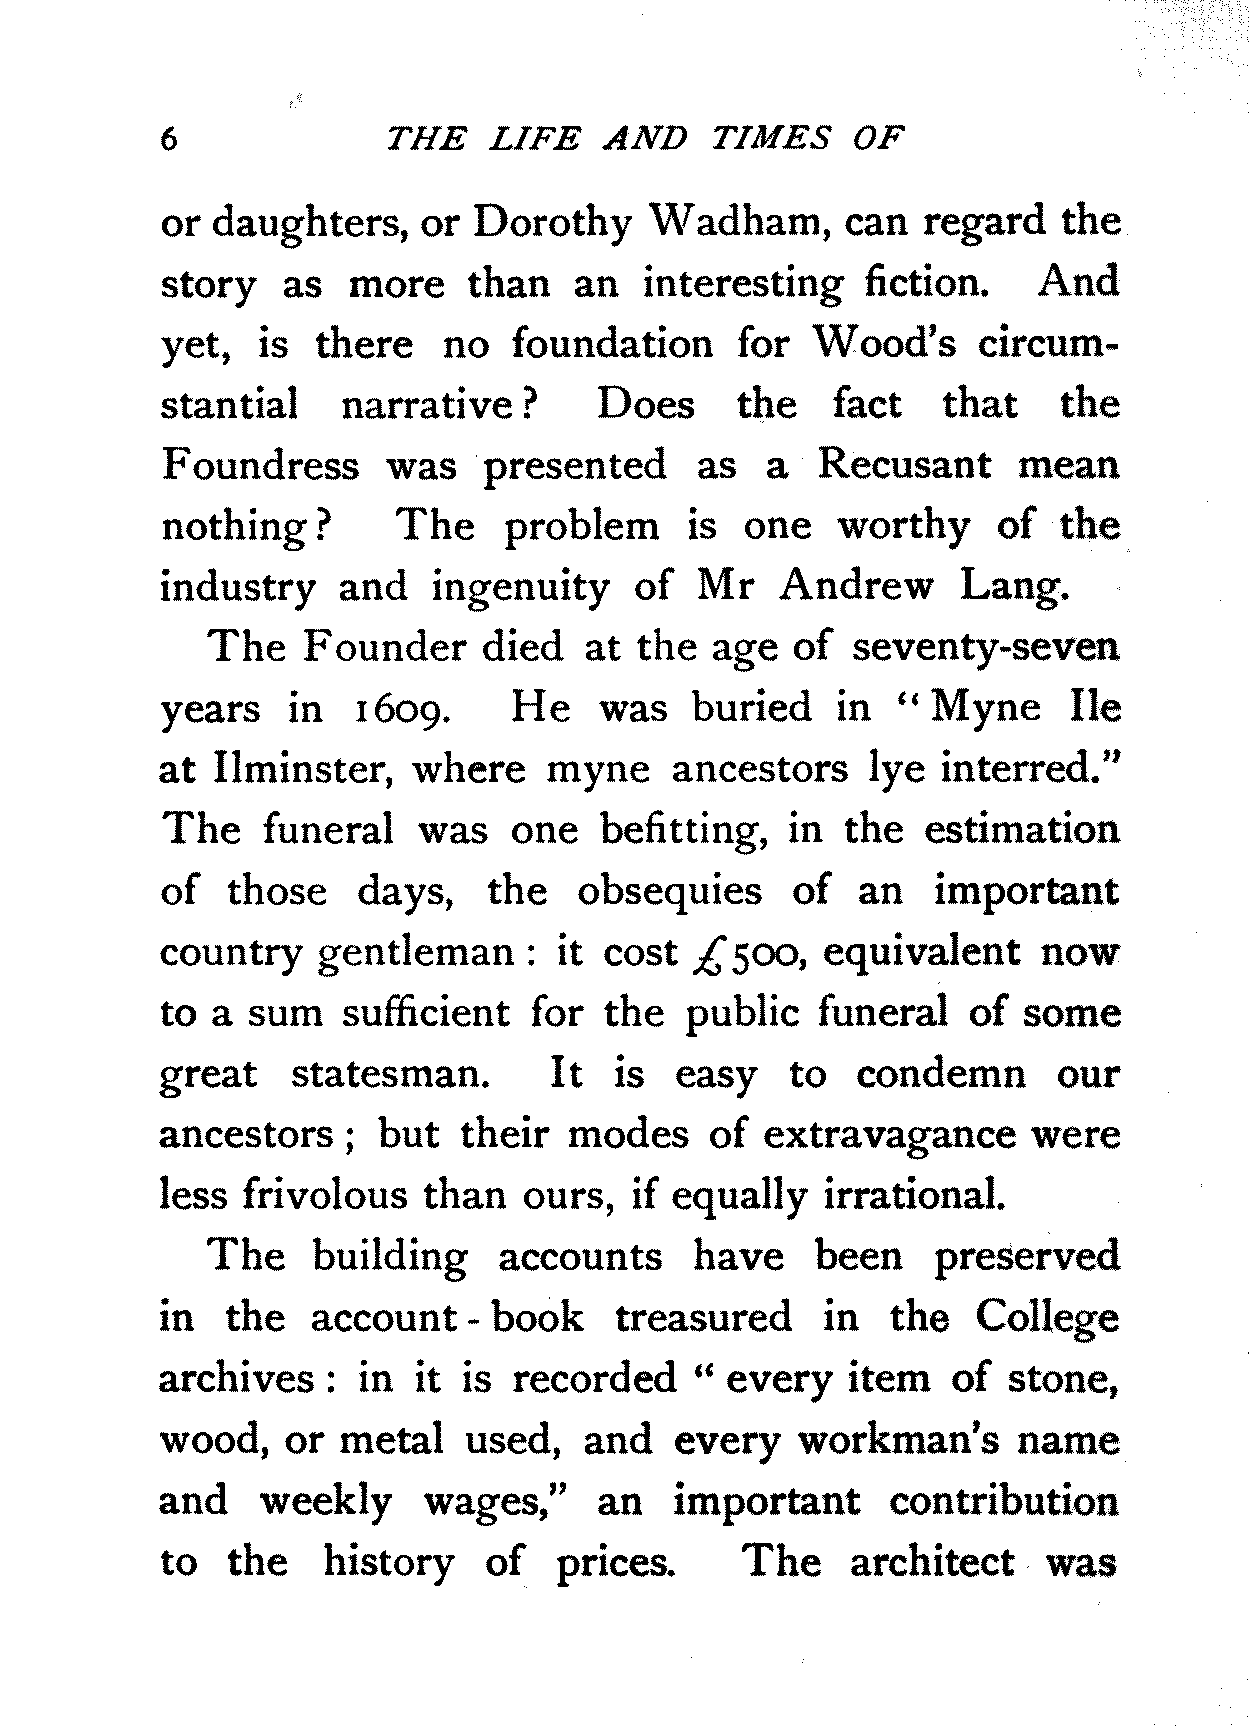 6 THE LIFE AND TIMES OF
or daughters, or Dorothy Wadham, can regard the
story as more than an interesting fiction. And
yet, is there no foundation for Wood's circum-
stantial narrative? Does the fact that the
Foundress was presented as a Recusant mean
nothing? The problem is one worthy of the
industry and ingenuity of Mr Andrew Lang.
The Founder died at the age of seventy-seven
years in 1609. He was buried in "Myne Ile
at Ilminster, where myne ancestors lye interred."
The funeral was one befitting, in the estimation
of those days, the obsequies of an important
country gentleman: it cost £500, equivalent now
to a sum sufficient for the public funeral of some
great statesman. It is easy to condemn our
ancestors; but their modes of extravagance were
less frivolous than ours, if equally irrational.
The building accounts have been preserved
in the account-book treasured in the College
archives: in it is recorded "every item of stone,
wood, or metal used, and every workman's name
and weekly wages," an important contribution
to the history of prices. The architect was